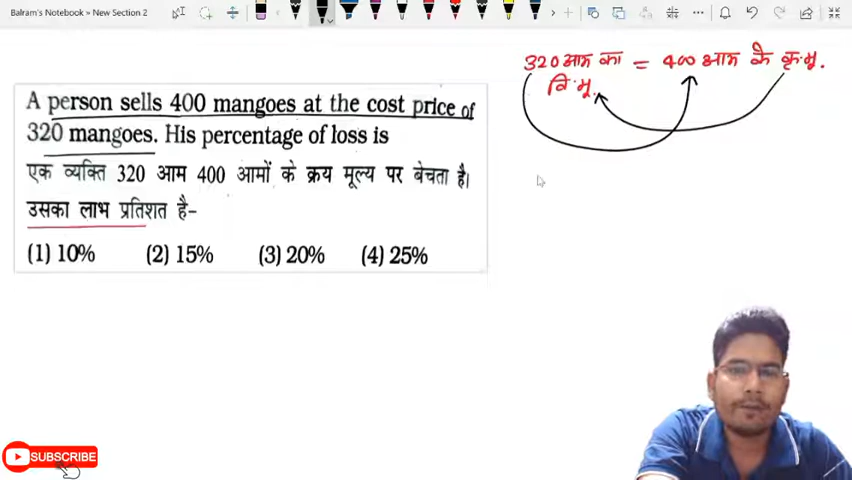 Balram's Notebook » New Section 2
320 आम का = 400 आम के क्र.मू.
वि.मू.
A person sells 400 mangoes at the cost price of
320 mangoes. His percentage of loss is
एक व्यक्ति 320 आम 400 आमों के क्रय मूल्य पर बेचता है।
उसका लाभ प्रतिशत है-
(1) 10% (2) 15% (3) 20% (4) 25%
SUBSCRIBE